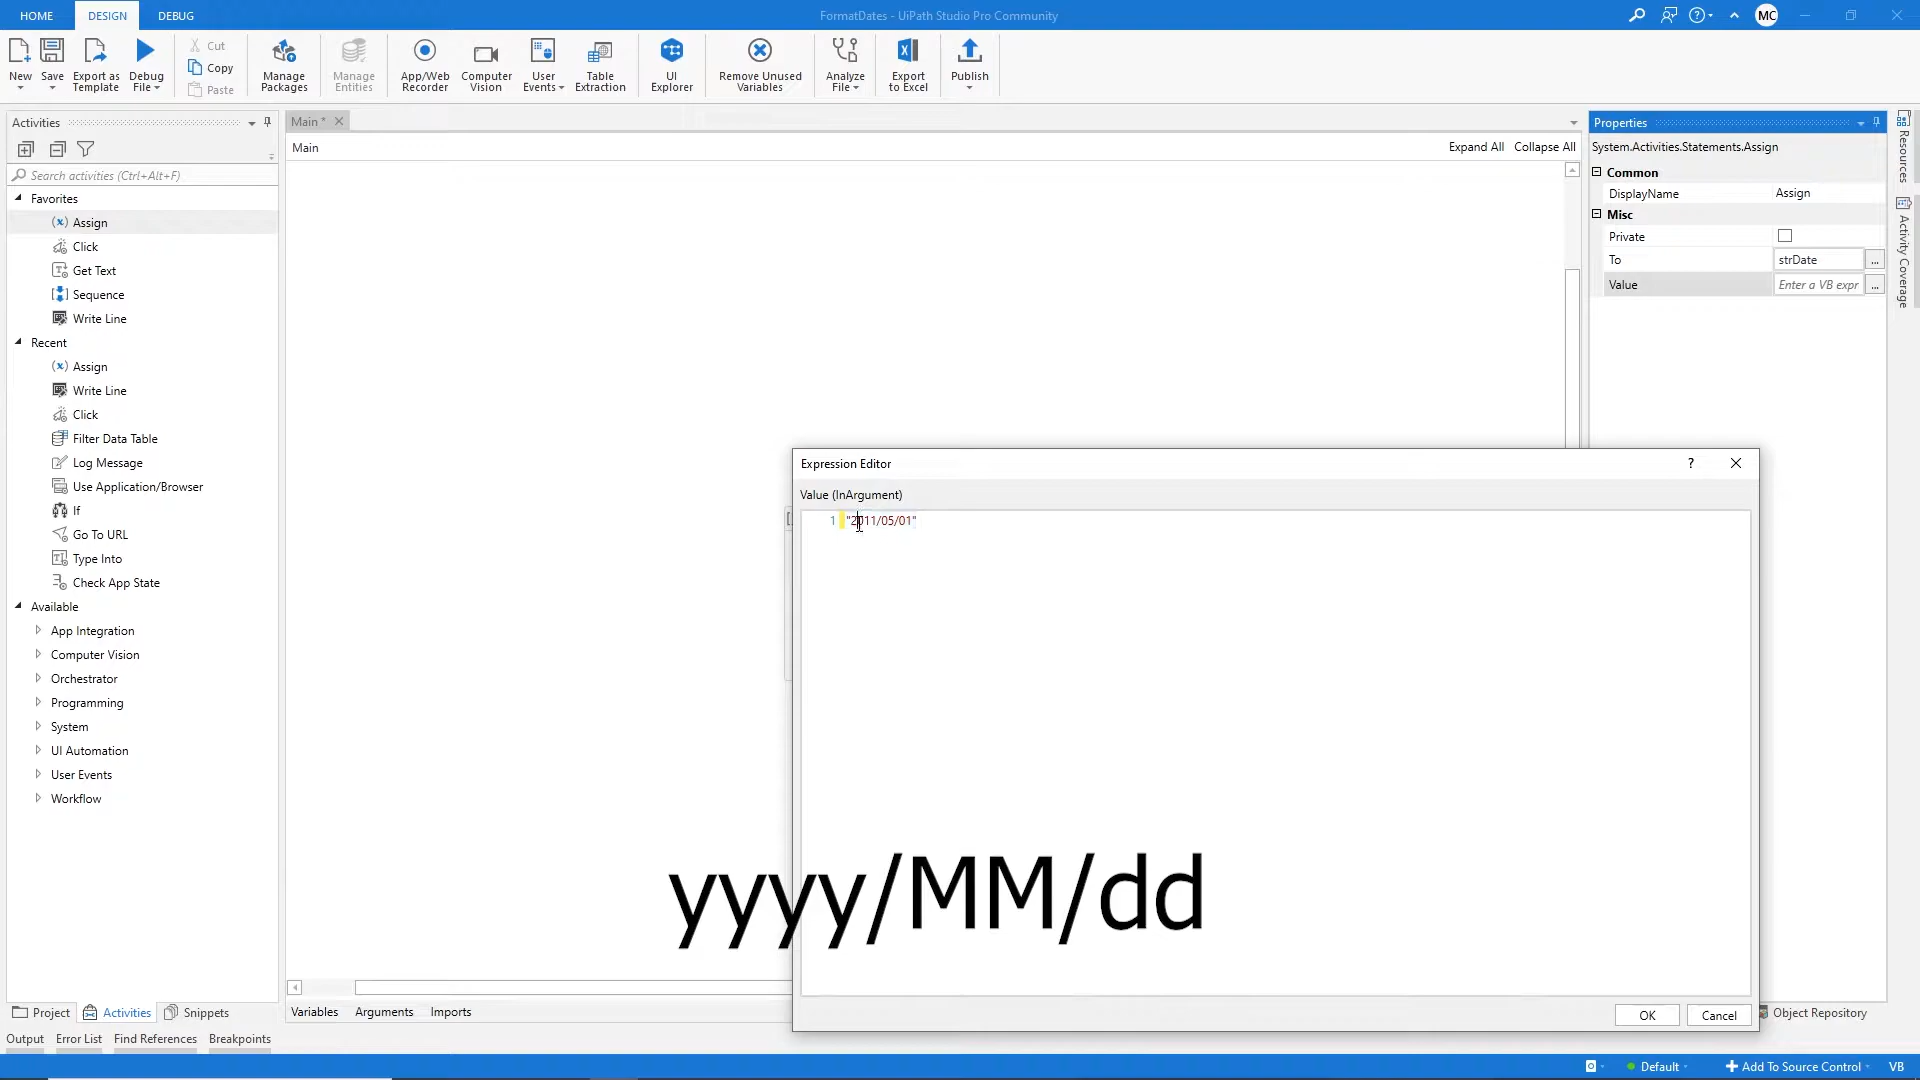 HOME DESIGN DEBUG FormatDates - UiPath Studio Pro Community MC
New Save Export as Template Debug File Cut Copy Paste Manage Packages Manage Entities App/Web Recorder Computer Vision User Events Table Extraction UI Explorer Remove Unused Variables Analyze File Export to Excel Publish
Activities
Search activities (Ctrl+Alt+F)
Favorites
Assign
Click
Get Text
Sequence
Write Line
Recent
Assign
Write Line
Click
Filter Data Table
Log Message
Use Application/Browser
If
Go To URL
Type Into
Check App State
Available
App Integration
Computer Vision
Orchestrator
Programming
System
UI Automation
User Events
Workflow
Project Activities Snippets
Main *
Main Expand All Collapse All
Expression Editor ?
Value (InArgument)
1 "2011/05/01"
yyyy/MM/dd
OK Cancel
Variables Arguments Imports
Properties
System.Activities.Statements.Assign
Common
DisplayName Assign
Misc
Private
To strDate ...
Value Enter a VB expr ...
Resources
Activity Coverage
Object Repository
Output Error List Find References Breakpoints
Default Add To Source Control VB